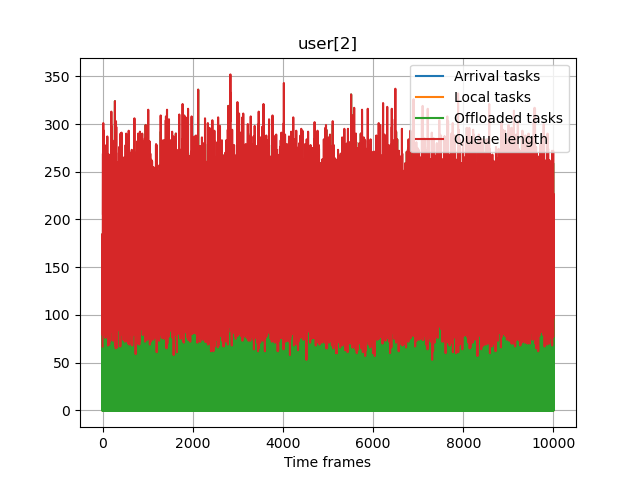 user[2]
350
300
250
200
150
100
50
0
Arrival tasks
Local tasks
Offloaded tasks
Queue length
0 2000 4000 6000 8000 10000
Time frames